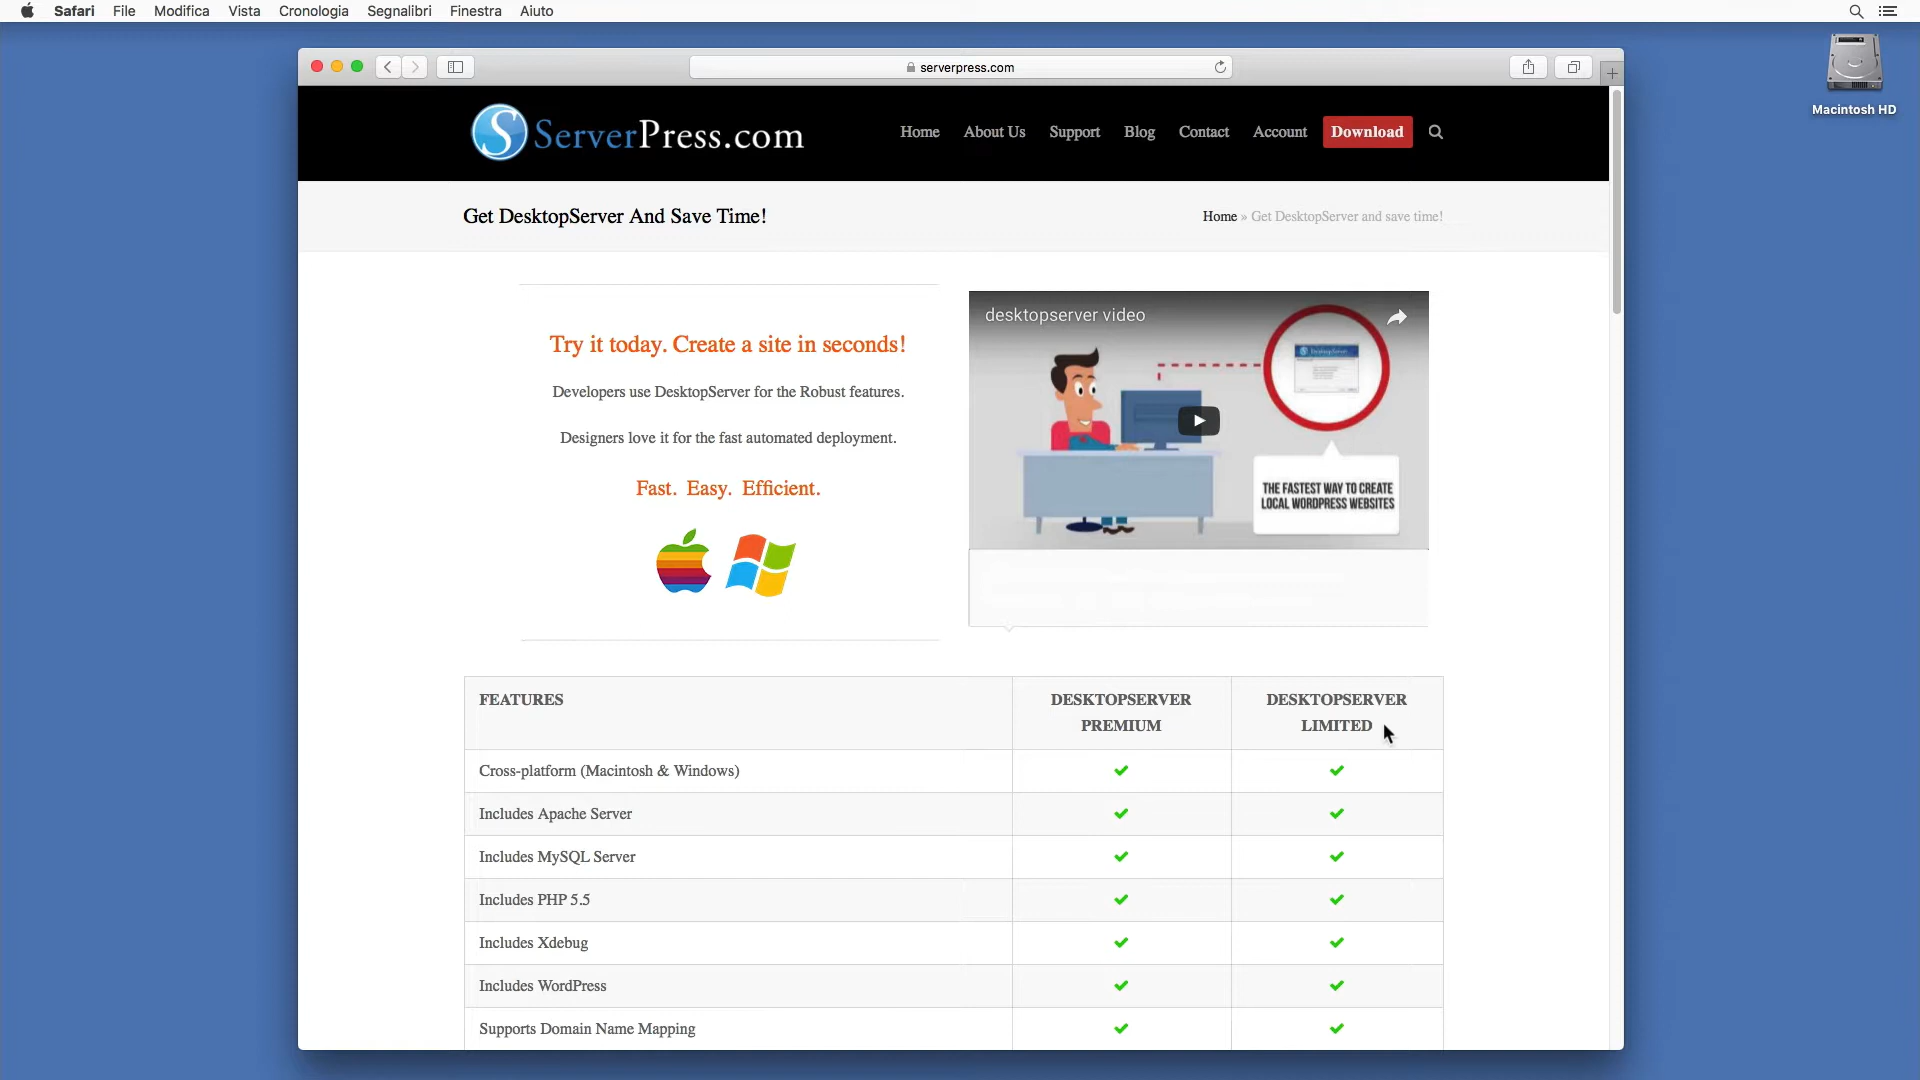 Safari File Modifica Vista Cronologia Segnalibri Finestra Aiuto
Macintosh HD
serverpress.com
S ServerPress.com
Home About Us Support Blog Contact Account Download
Get DesktopServer And Save Time!
Home » Get DesktopServer and save time!
Try it today. Create a site in seconds!
Developers use DesktopServer for the Robust features.
Designers love it for the fast automated deployment.
Fast. Easy. Efficient.
desktopserver video
THE FASTEST WAY TO CREATE
LOCAL WORDPRESS WEBSITES
FEATURES
DESKTOPSERVER
PREMIUM
DESKTOPSERVER
LIMITED
Cross-platform (Macintosh & Windows)
Includes Apache Server
Includes MySQL Server
Includes PHP 5.5
Includes Xdebug
Includes WordPress
Supports Domain Name Mapping